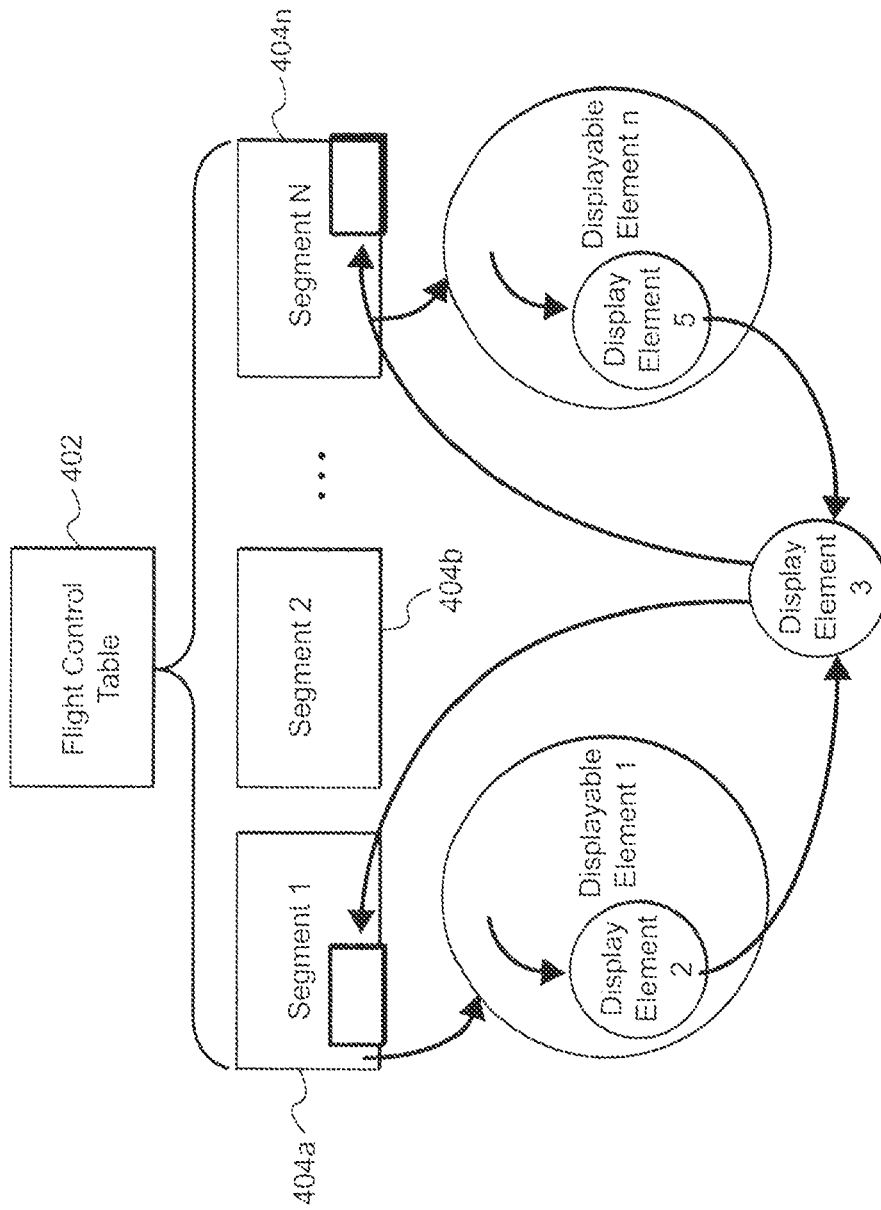 Flight Control
Table
402
404a
Segment 1
Segment 2
404b
...
Segment N
404n
Displayable
Element 1
Display
Element
2
Displayable
Element n
Display
Element
5
Display
Element
3